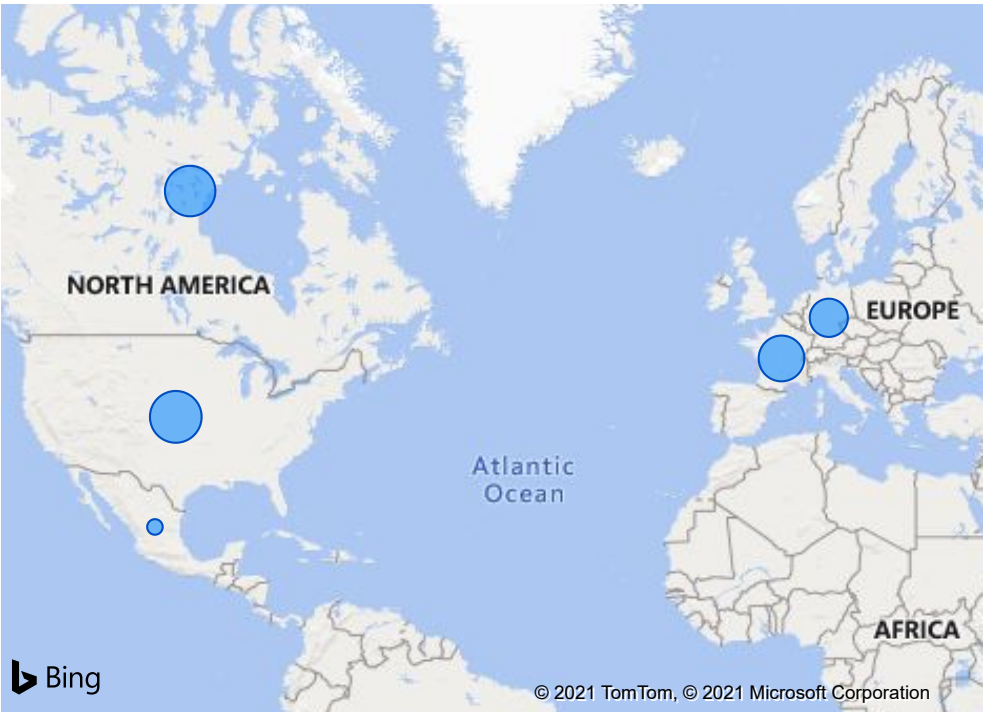 NORTH AMERICA
EUROPE
Atlantic
Ocean
AFRICA
Bing
© 2021 TomTom, © 2021 Microsoft Corporation